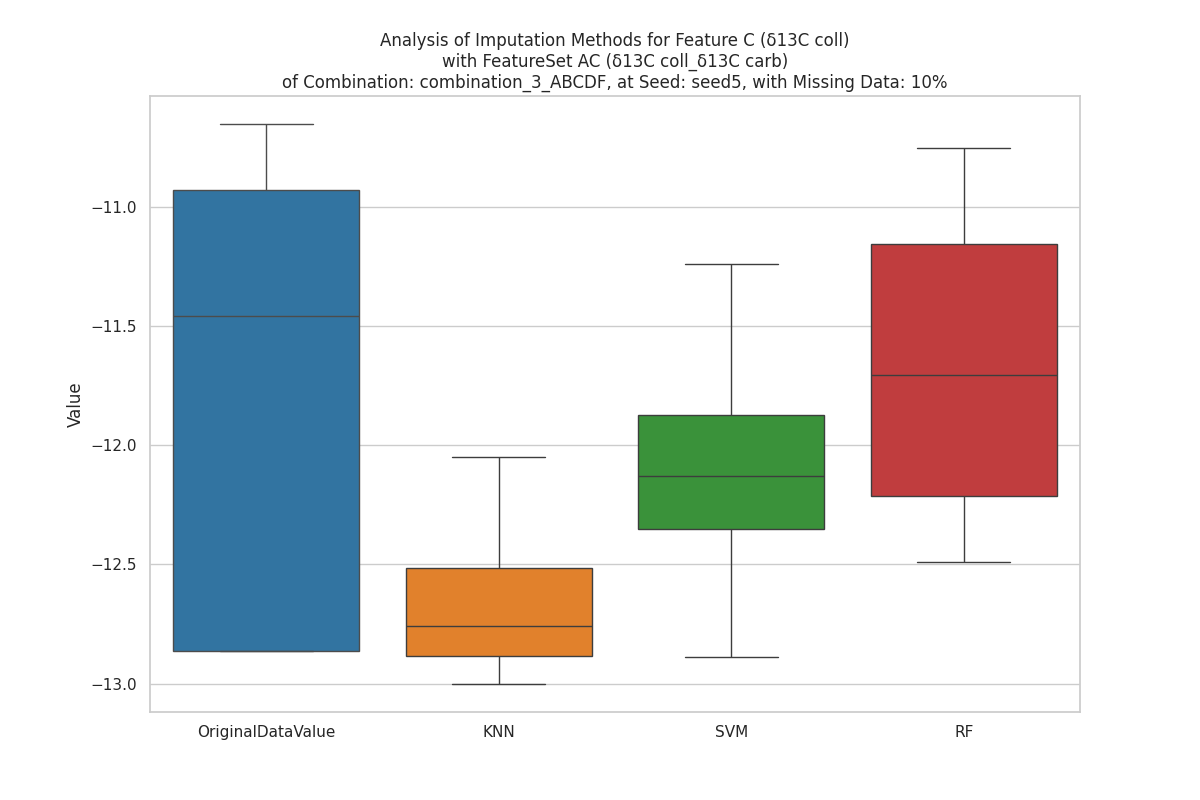 Analysis of Imputation Methods for Feature C (δ13C coll)
with FeatureSet AC (δ13C coll_δ13C carb)
of Combination: combination_3_ABCDF, at Seed: seed5, with Missing Data: 10%
Value
−11.0
−11.5
−12.0
−12.5
−13.0
OriginalDataValue
KNN
SVM
RF